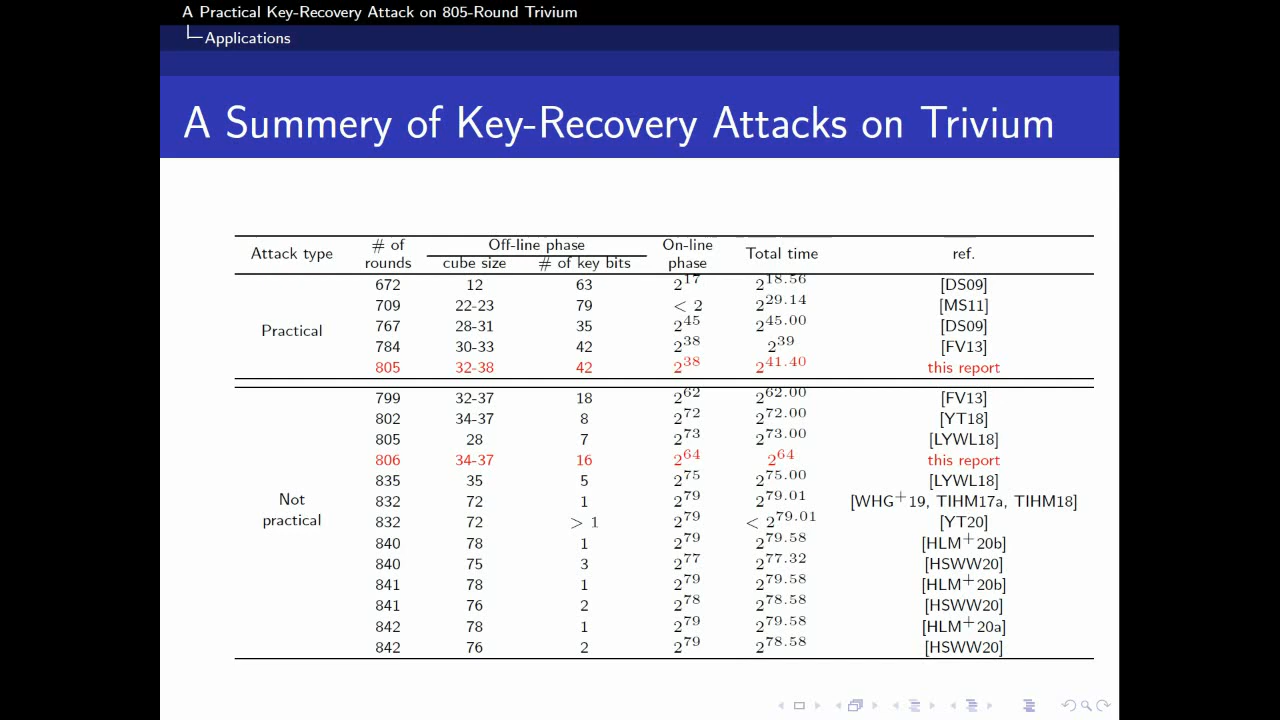 A Practical Key-Recovery Attack on 805-Round Trivium
Applications
A Summery of Key-Recovery Attacks on Trivium
Attack type # of rounds Off-line phase On-line phase Total time ref.
cube size # of key bits
Practical
672 12 63 2^17 2^18.56 [DS09]
709 22-23 79 < 2 2^29.14 [MS11]
767 28-31 35 2^45 2^45.00 [DS09]
784 30-33 42 2^38 2^39 [FV13]
805 32-38 42 2^38 2^41.40 this report
Not practical
799 32-37 18 2^62 2^62.00 [FV13]
802 34-37 8 2^72 2^72.00 [YT18]
805 28 7 2^73 2^73.00 [LYWL18]
806 34-37 16 2^64 2^64 this report
835 35 5 2^75 2^75.00 [LYWL18]
832 72 1 2^79 2^79.01 [WHG+19, TIHM17a, TIHM18]
832 72 > 1 2^79 < 2^79.01 [YT20]
840 78 1 2^79 2^79.58 [HLM+20b]
840 75 3 2^77 2^77.32 [HSWW20]
841 78 1 2^79 2^79.58 [HLM+20b]
841 76 2 2^78 2^78.58 [HSWW20]
842 78 1 2^79 2^79.58 [HLM+20a]
842 76 2 2^79 2^78.58 [HSWW20]